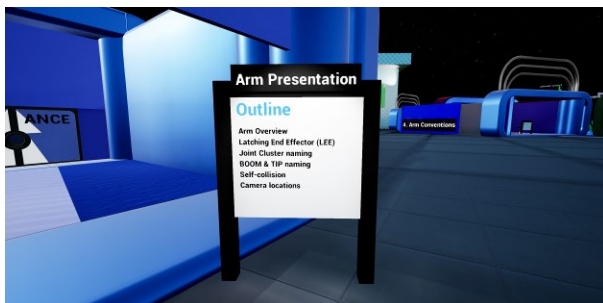 ANCE
Arm Presentation
Outline
Arm Overview
Latching End Effector (LEE)
Joint Cluster naming
BOOM & TIP naming
Self-collision
Camera locations
4. Arm Conventions